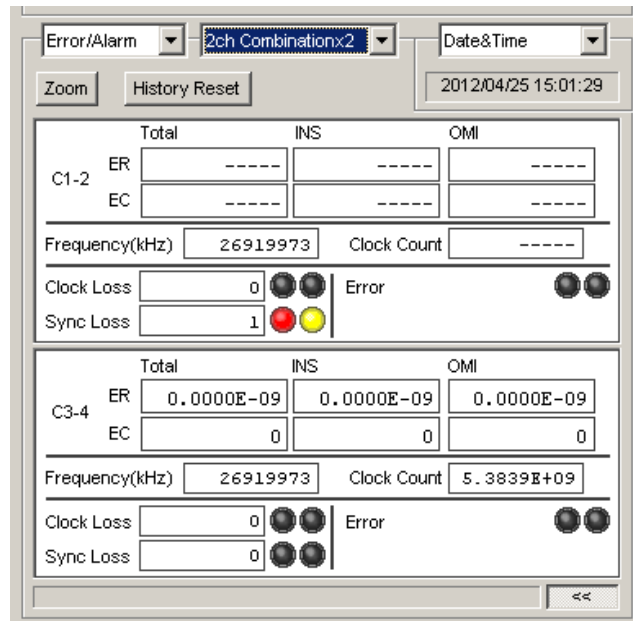 Error/Alarm 2ch Combinationx2 Date&Time
Zoom History Reset 2012/04/25 15:01:29
Total INS OMI
C1-2 ER ----- ----- -----
EC ----- ----- -----
Frequency(kHz) 26919973 Clock Count -----
Clock Loss 0 Error
Sync Loss 1
Total INS OMI
C3-4 ER 0.0000E-09 0.0000E-09 0.0000E-09
EC 0 0 0
Frequency(kHz) 26919973 Clock Count 5.3839E+09
Clock Loss 0 Error
Sync Loss 0
<<